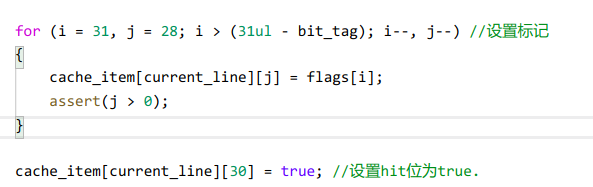 for (i = 31, j = 28; i > (31ul - bit_tag); i--, j--) //设置标记
{
cache_item[current_line][j] = flags[i];
assert(j > 0);
}
cache_item[current_line][30] = true; //设置hit位为true.